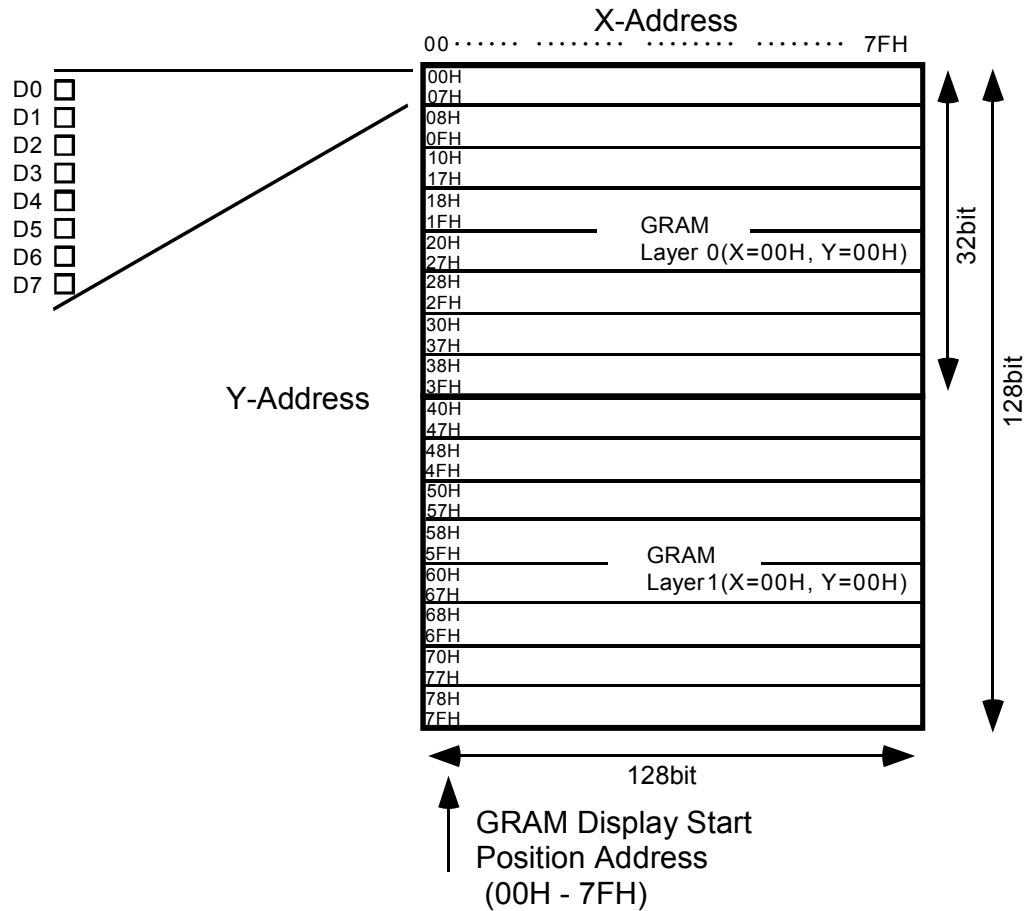 X-Address
00 ······ ········ ········ ········ 7FH
D0
D1
D2
D3
D4
D5
D6
D7
00H
07H
08H
0FH
10H
17H
18H
1FH
20H
27H
28H
2FH
30H
37H
38H
3FH
GRAM
Layer 0(X=00H, Y=00H)
32bit
128bit
Y-Address
40H
47H
48H
4FH
50H
57H
58H
5FH
60H
67H
68H
6FH
70H
77H
78H
7FH
GRAM
Layer1(X=00H, Y=00H)
128bit
GRAM Display Start
Position Address
(00H - 7FH)